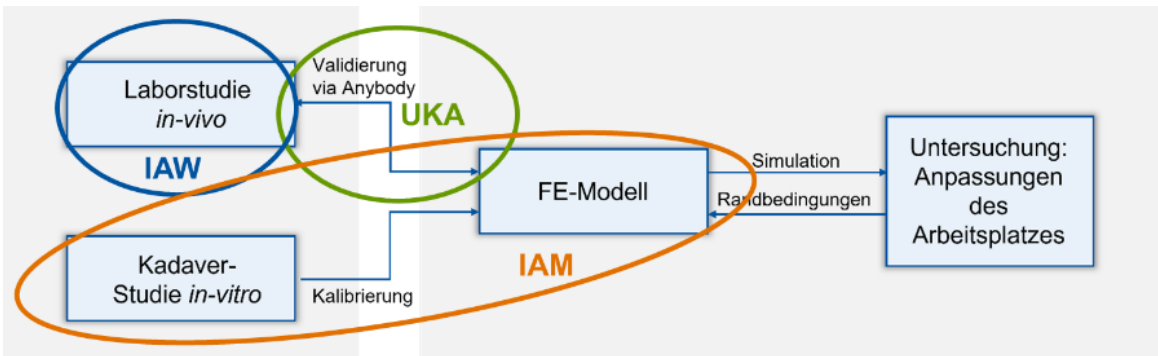 Laborstudie
in-vivo
IAW
Validierung
via Anybody
UKA
FE-Modell
IAM
Kadaver-
Studie in-vitro
Kalibrierung
Simulation
Randbedingungen
Untersuchung:
Anpassungen
des
Arbeitsplatzes